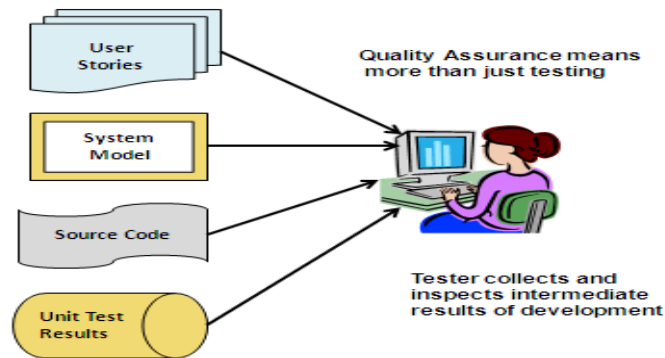 User
Stories
Quality Assurance means
more than just testing
System
Model
Source Code
Tester collects and
inspects intermediate
results of development
Unit Test
Results